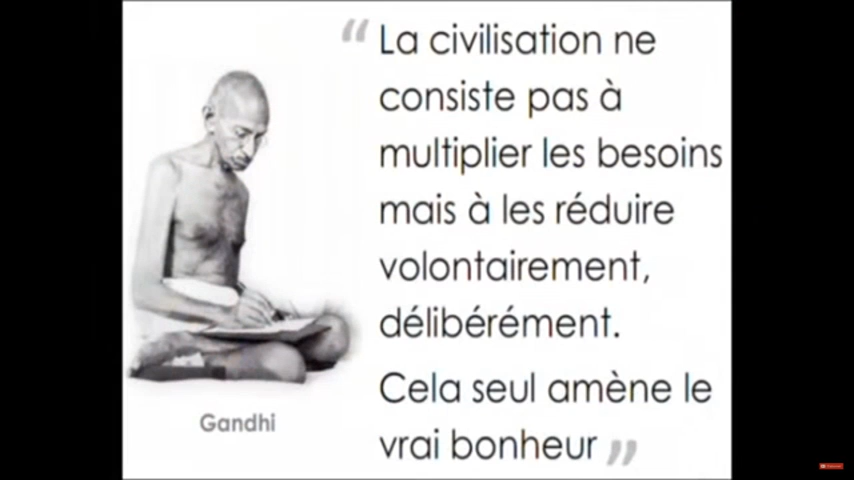 “ La civilisation ne
consiste pas à
multiplier les besoins
mais à les réduire
volontairement,
délibérément.
Cela seul amène le
vrai bonheur ”
Gandhi